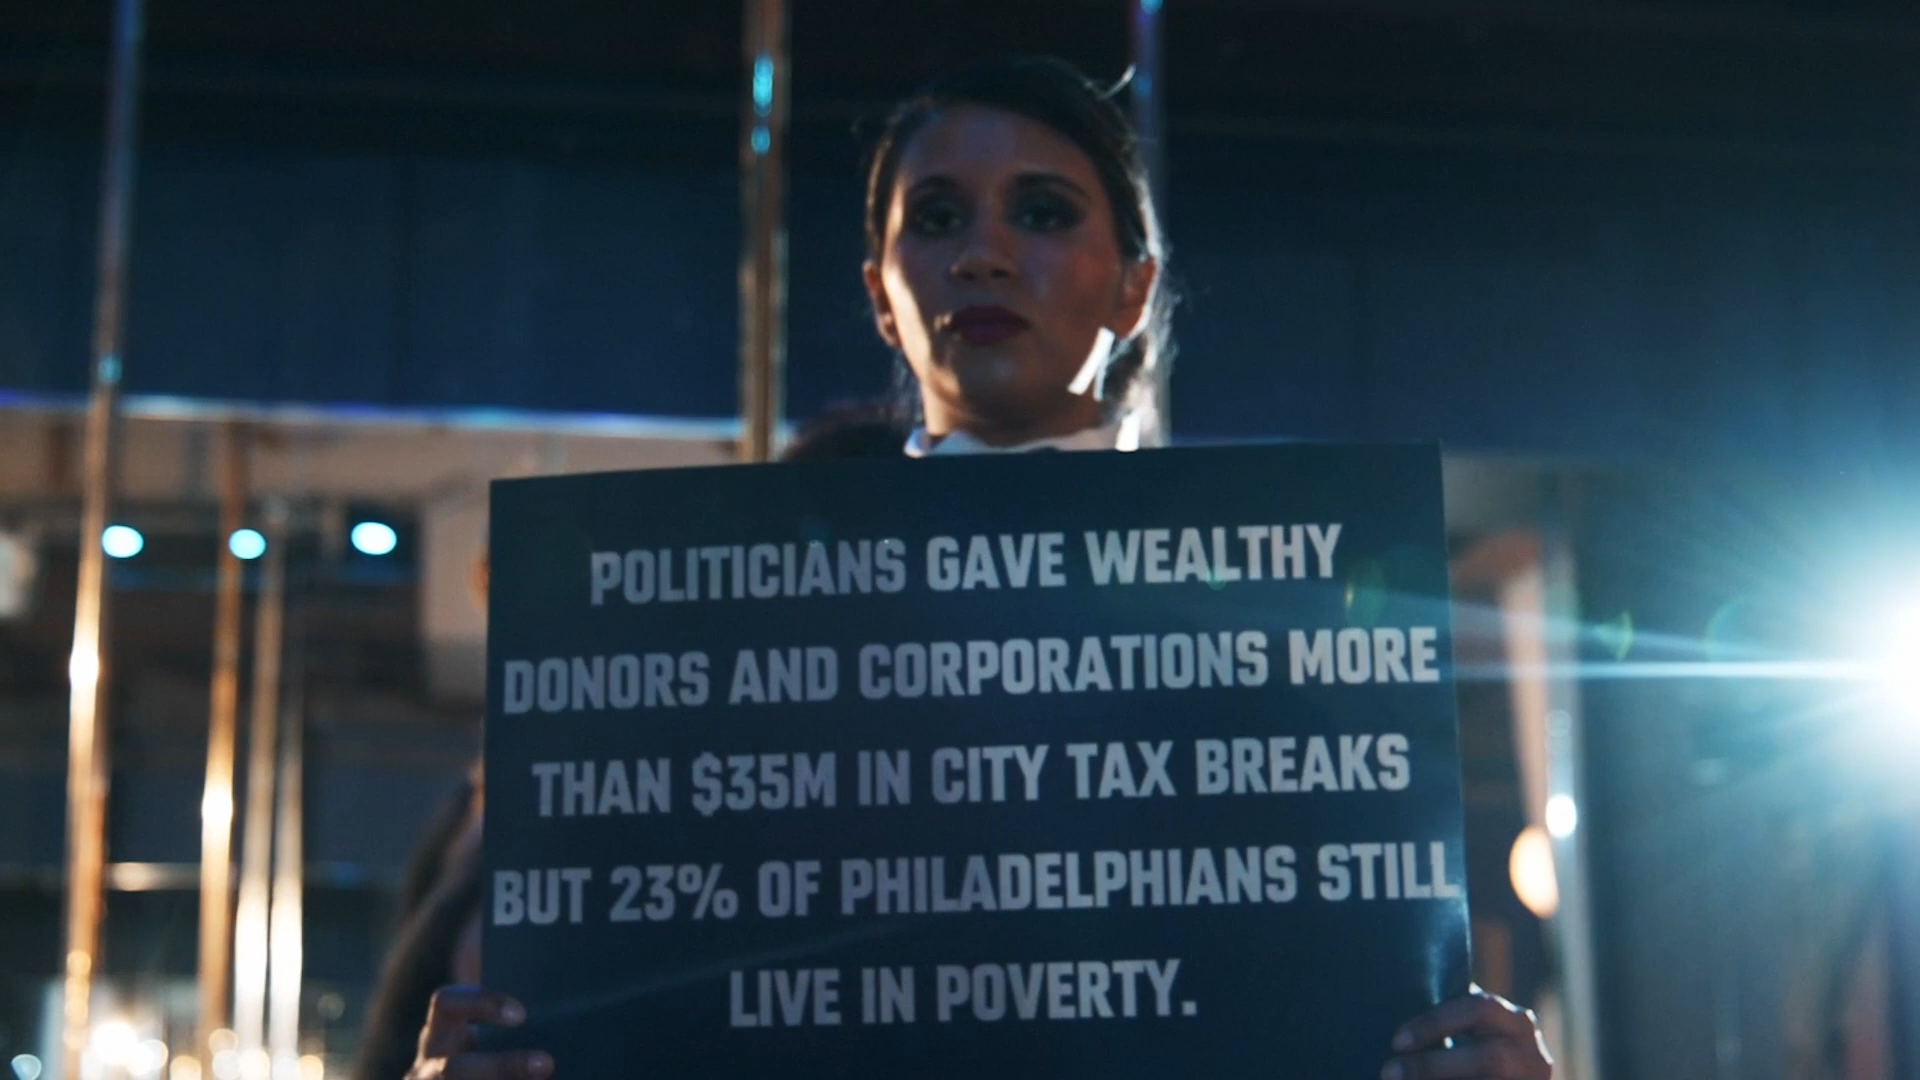 POLITICIANS GAVE WEALTHY
DONORS AND CORPORATIONS MORE
THAN $35M IN CITY TAX BREAKS
BUT 23% OF PHILADELPHIANS STILL
LIVE IN POVERTY.